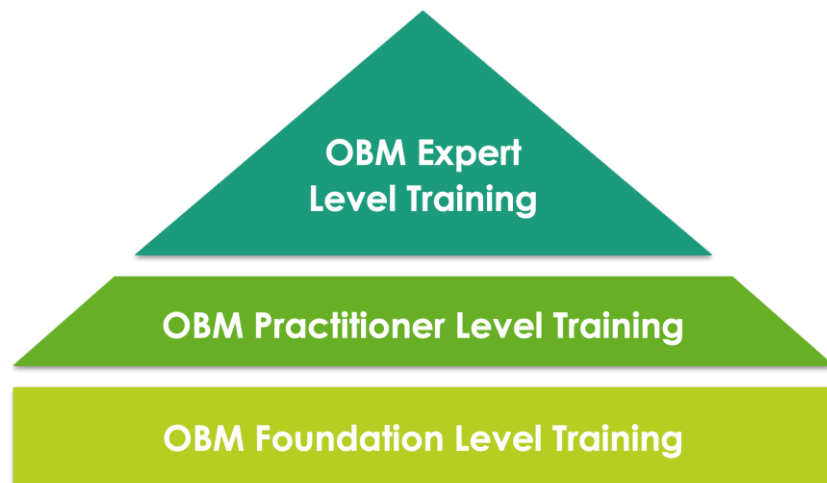 OBM Expert
Level Training
OBM Practitioner Level Training
OBM Foundation Level Training